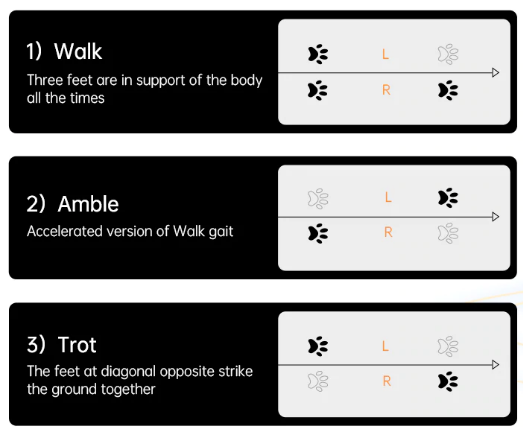 1) Walk
Three feet are in support of the body
all the times
L
R
2) Amble
Accelerated version of Walk gait
L
R
3) Trot
The feet at diagonal opposite strike
the ground together
L
R